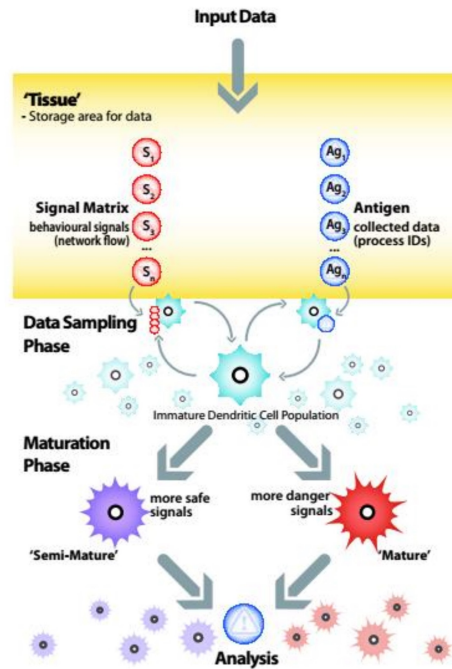 Input Data
'Tissue'
- Storage area for data
S1
S2
S3
...
Sn
Signal Matrix
behavioural signals
(network flow)
Ag1
Ag2
Ag3
...
Agn
Antigen
collected data
(process IDs)
Data Sampling
Phase
Immature Dendritic Cell Population
Maturation
Phase
more safe
signals
more danger
signals
'Semi-Mature'
'Mature'
Analysis